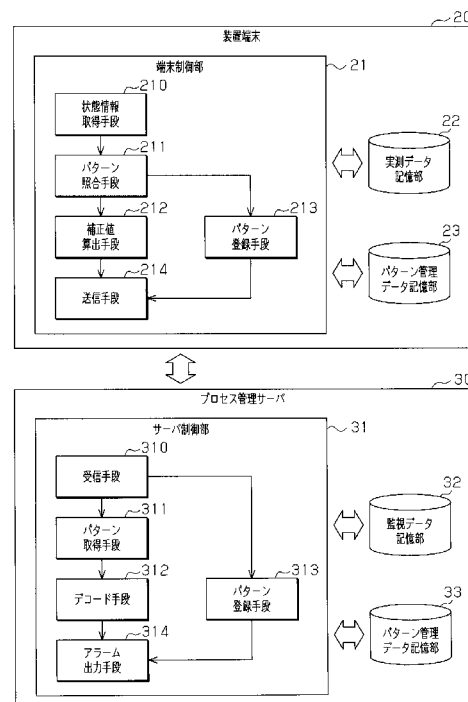 20
装置端末
端末制御部
21
210
状態情報
取得手段
211
パターン
照合手段
212
補正値
算出手段
213
パターン
登録手段
214
送信手段
22
実測データ
記憶部
23
パターン管理
データ記憶部
30
プロセス管理サーバ
サーバ制御部
31
310
受信手段
311
パターン
取得手段
312
デコード手段
313
パターン
登録手段
314
アラーム
出力手段
32
監視データ
記憶部
33
パターン管理
データ記憶部